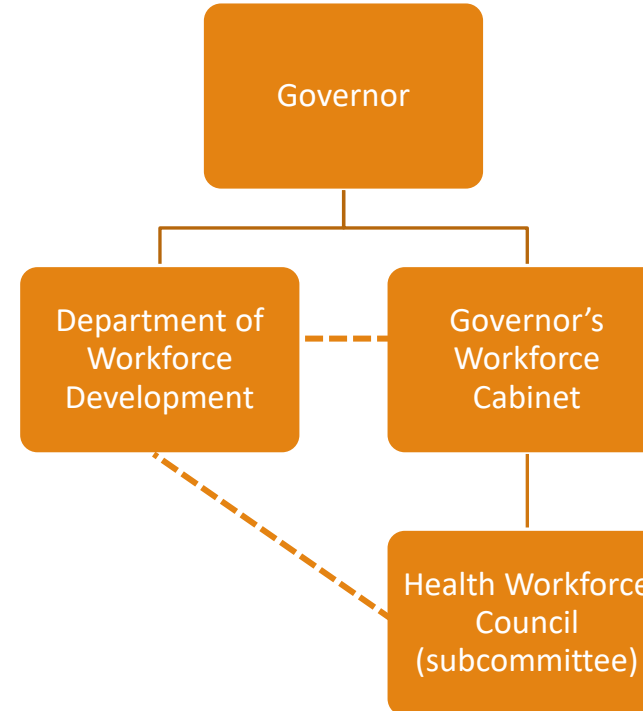 Governor
Department of
Workforce
Development
Governor’s
Workforce
Cabinet
Health Workforce
Council
(subcommittee)